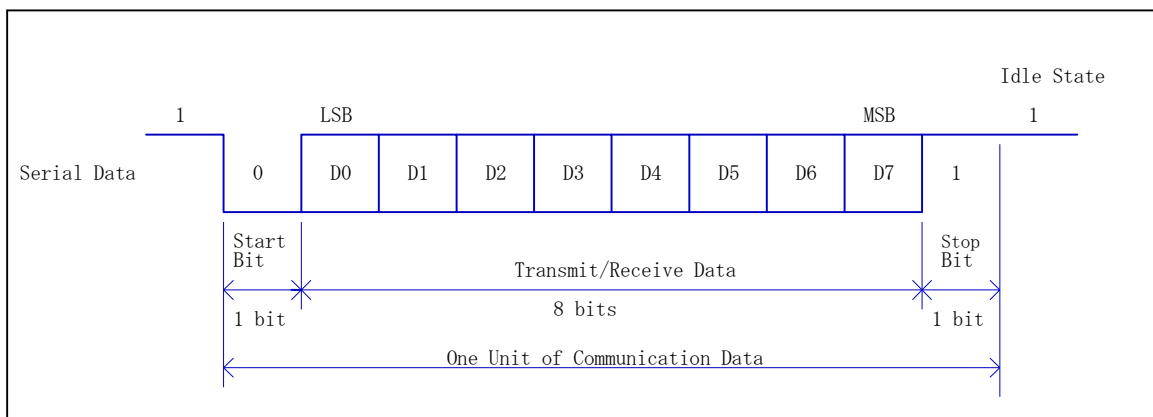 Idle State
1 LSB MSB 1
Serial Data 0 D0 D1 D2 D3 D4 D5 D6 D7 1
Start
Bit
Stop
Bit
Transmit/Receive Data
1 bit 8 bits 1 bit
One Unit of Communication Data